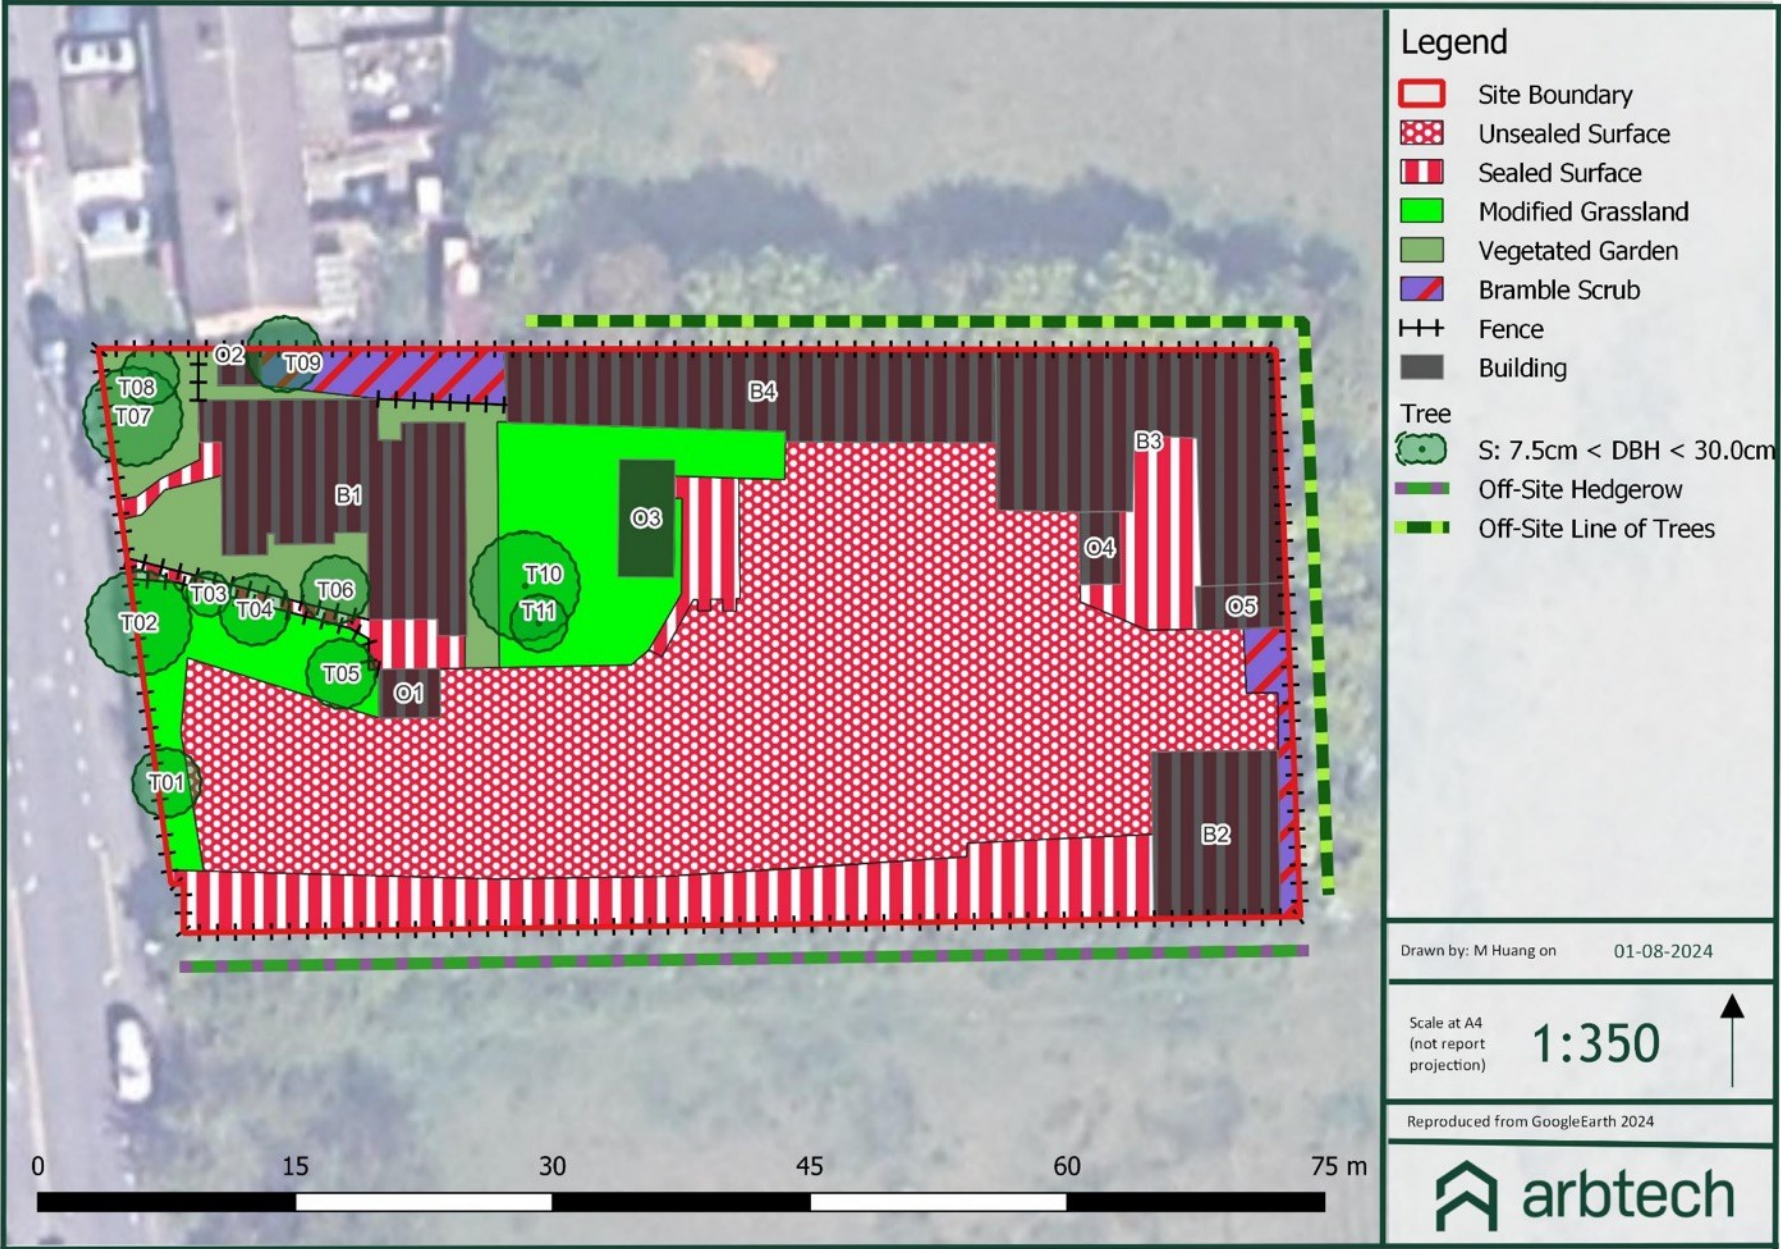 Legend
Site Boundary
Unsealed Surface
Sealed Surface
Modified Grassland
Vegetated Garden
Bramble Scrub
Fence
Building
Tree
S: 7.5cm < DBH < 30.0cm
Off-Site Hedgerow
Off-Site Line of Trees
O2
T09
T08
T07
B4
B3
B1
O3
O4
T10
T11
O5
T03
T06
T04
T02
T05
O1
T01
B2
Drawn by: M Huang on 01-08-2024
Scale at A4
(not report
projection)
1:350
Reproduced from GoogleEarth 2024
arbtech
0 15 30 45 60 75 m